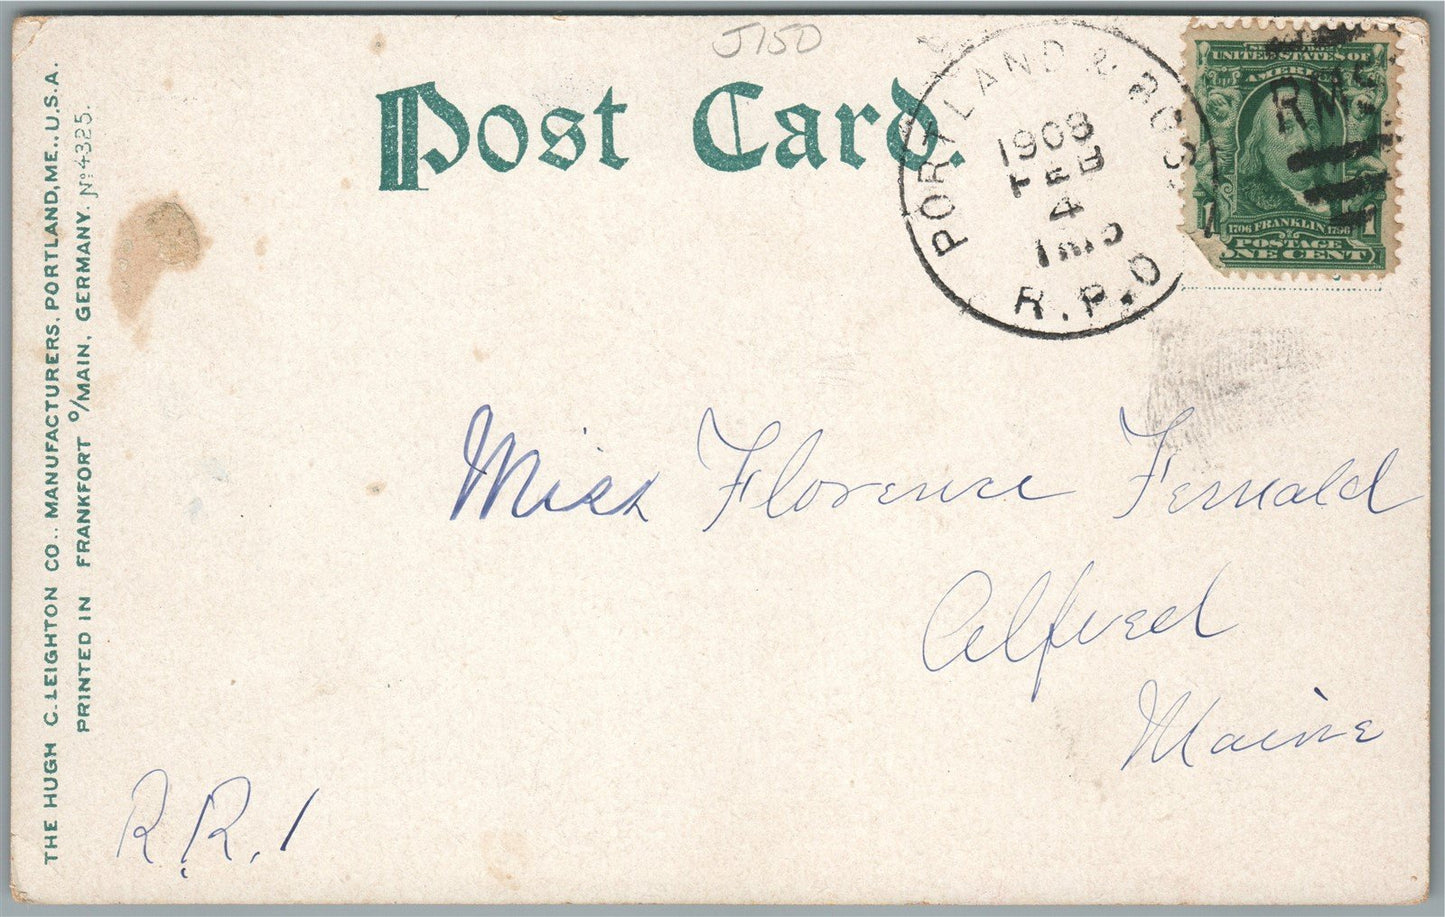 J150
Post Card.
PORTLAND & BOS
1908
FEB
4
R.P.O
RMS
UNITED STATES OF
AMERICA
1706 FRANKLIN 1790
POSTAGE
ONE CENT
1
THE HUGH C. LEIGHTON CO., MANUFACTURERS, PORTLAND, ME., U.S.A.
PRINTED IN FRANKFORT o/MAIN, GERMANY. No 4325.
Miss Florence Fernald
Alfred
Maine
R.R. 1